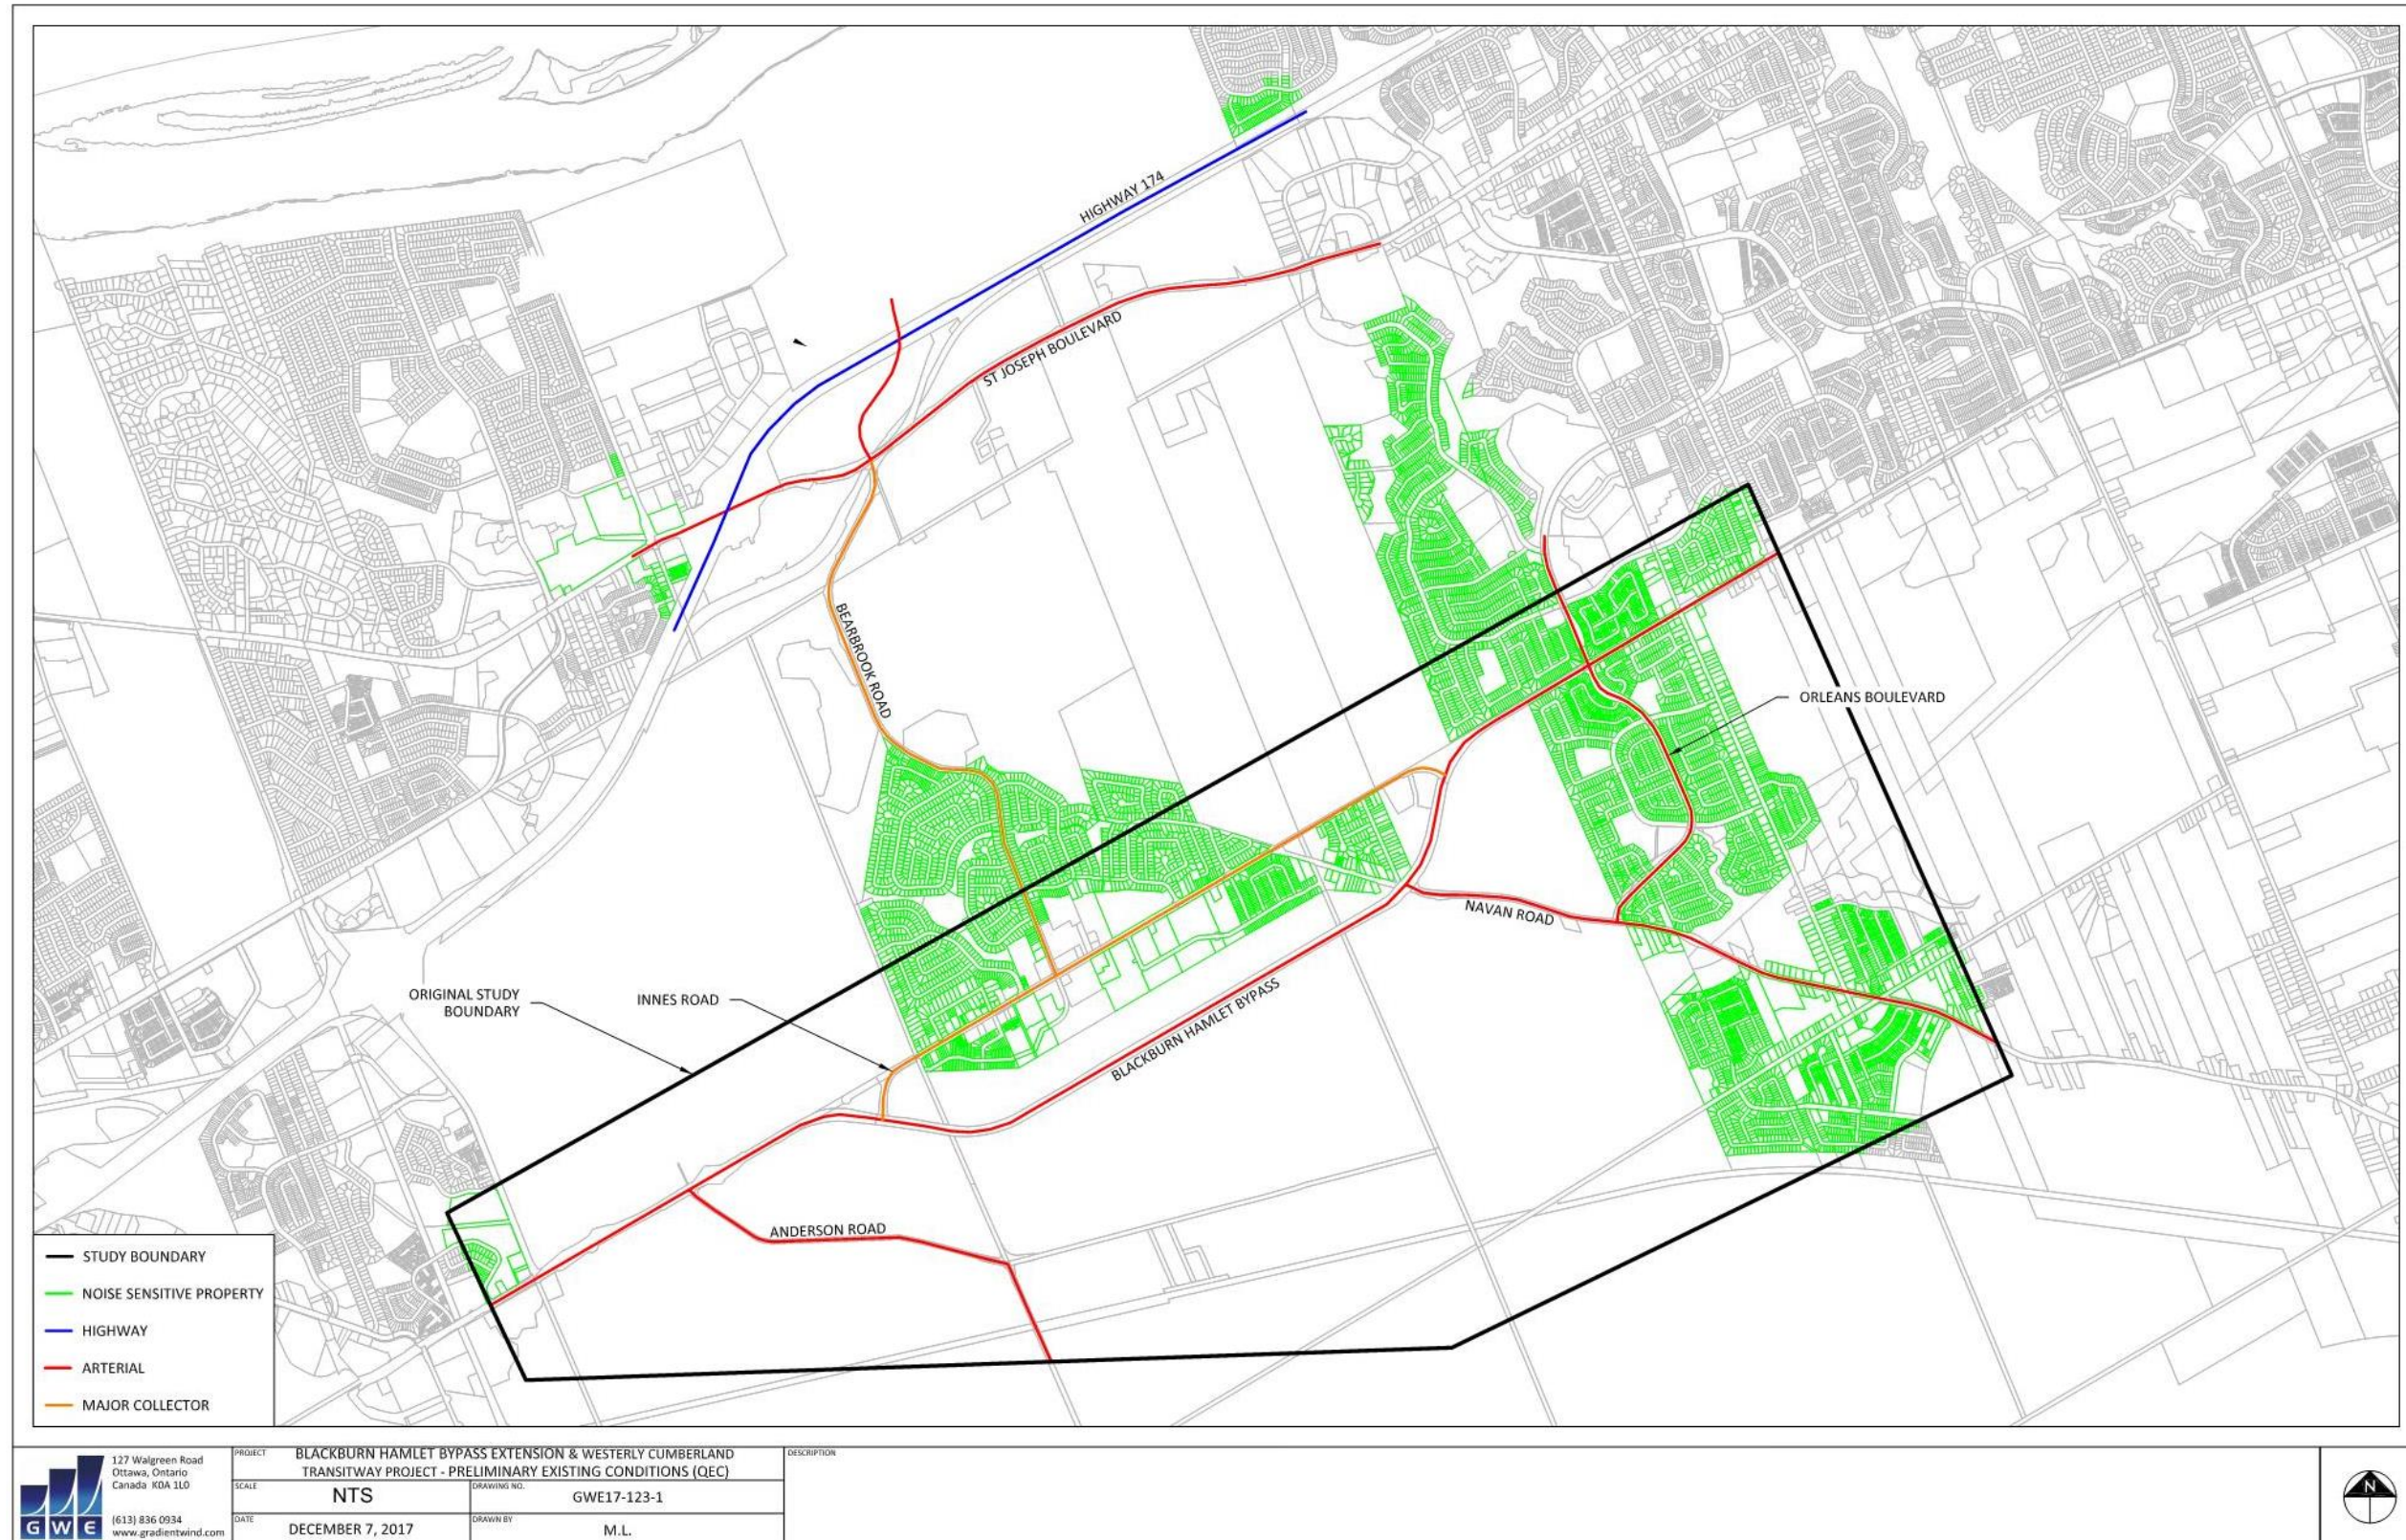 HIGHWAY 174
ST JOSEPH BOULEVARD
BEARBROOK ROAD
ORLEANS BOULEVARD
NAVAN ROAD
ORIGINAL STUDY
BOUNDARY
INNES ROAD
BLACKBURN HAMLET BYPASS
ANDERSON ROAD
STUDY BOUNDARY
NOISE SENSITIVE PROPERTY
HIGHWAY
ARTERIAL
MAJOR COLLECTOR
GWE
127 Walgreen Road
Ottawa, Ontario
Canada K0A 1L0
(613) 836 0934
www.gradientwind.com
PROJECT
BLACKBURN HAMLET BYPASS EXTENSION & WESTERLY CUMBERLAND
TRANSITWAY PROJECT - PRELIMINARY EXISTING CONDITIONS (QEC)
SCALE
NTS
DRAWING NO.
GWE17-123-1
DATE
DECEMBER 7, 2017
DRAWN BY
M.L.
DESCRIPTION
N